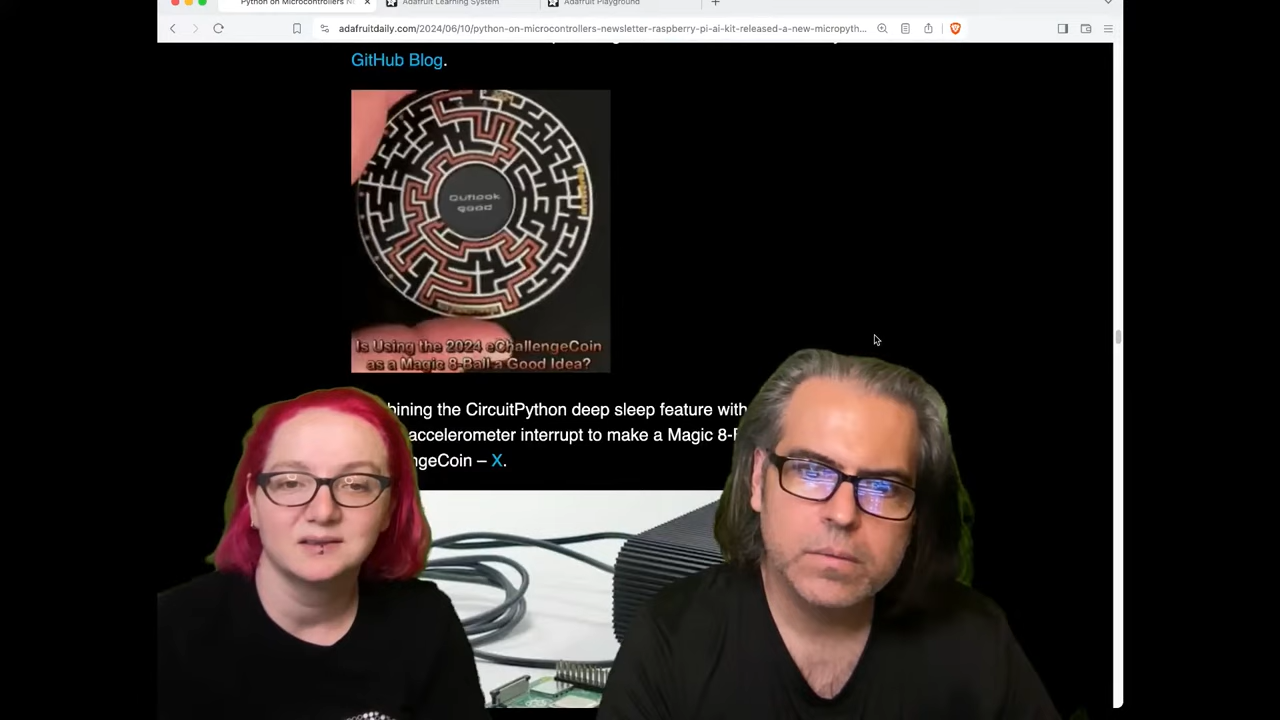 Python on Microcontrollers N
Adafruit Learning System
Adafruit Playground
adafruitdaily.com/2024/06/10/python-on-microcontrollers-newsletter-raspberry-pi-ai-kit-released-a-new-micropyth...
GitHub Blog.
Outlook
good
Is Using the 2024 eChallengeCoin
as a Magic 8-Ball a Good Idea?
bining the CircuitPython deep sleep feature with
accelerometer interrupt to make a Magic 8-B
ngeCoin – X.